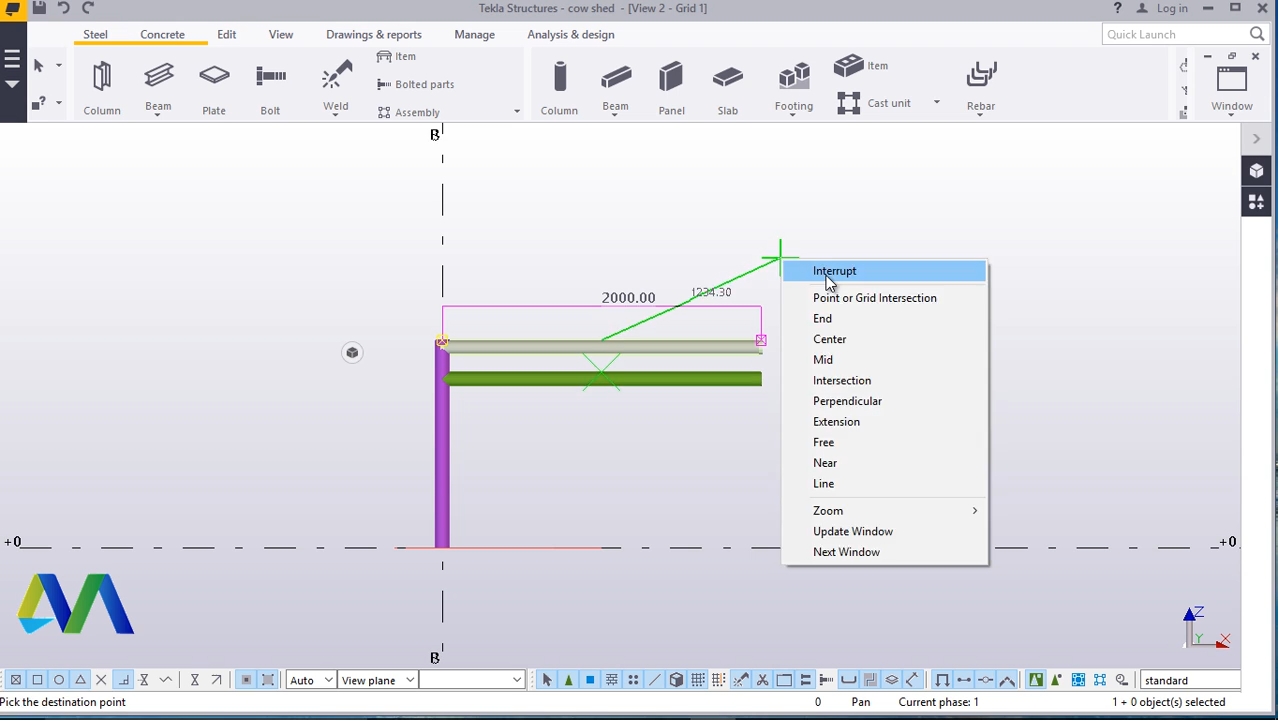 Tekla Structures - cow shed - [View 2 - Grid 1]
? Log in
Steel Concrete Edit View Drawings & reports Manage Analysis & design
Quick Launch
Column Beam Plate Bolt Weld
Item
Bolted parts
Assembly
Column Beam Panel Slab Footing
Item
Cast unit
Rebar
Window
B
2000.00
1234.30
Interrupt
Point or Grid Intersection
End
Center
Mid
Intersection
Perpendicular
Extension
Free
Near
Line
Zoom
Update Window
Next Window
+0
+0
B
Z
Y
X
Auto View plane standard
Pick the destination point 0 Pan Current phase: 1 1 + 0 object(s) selected